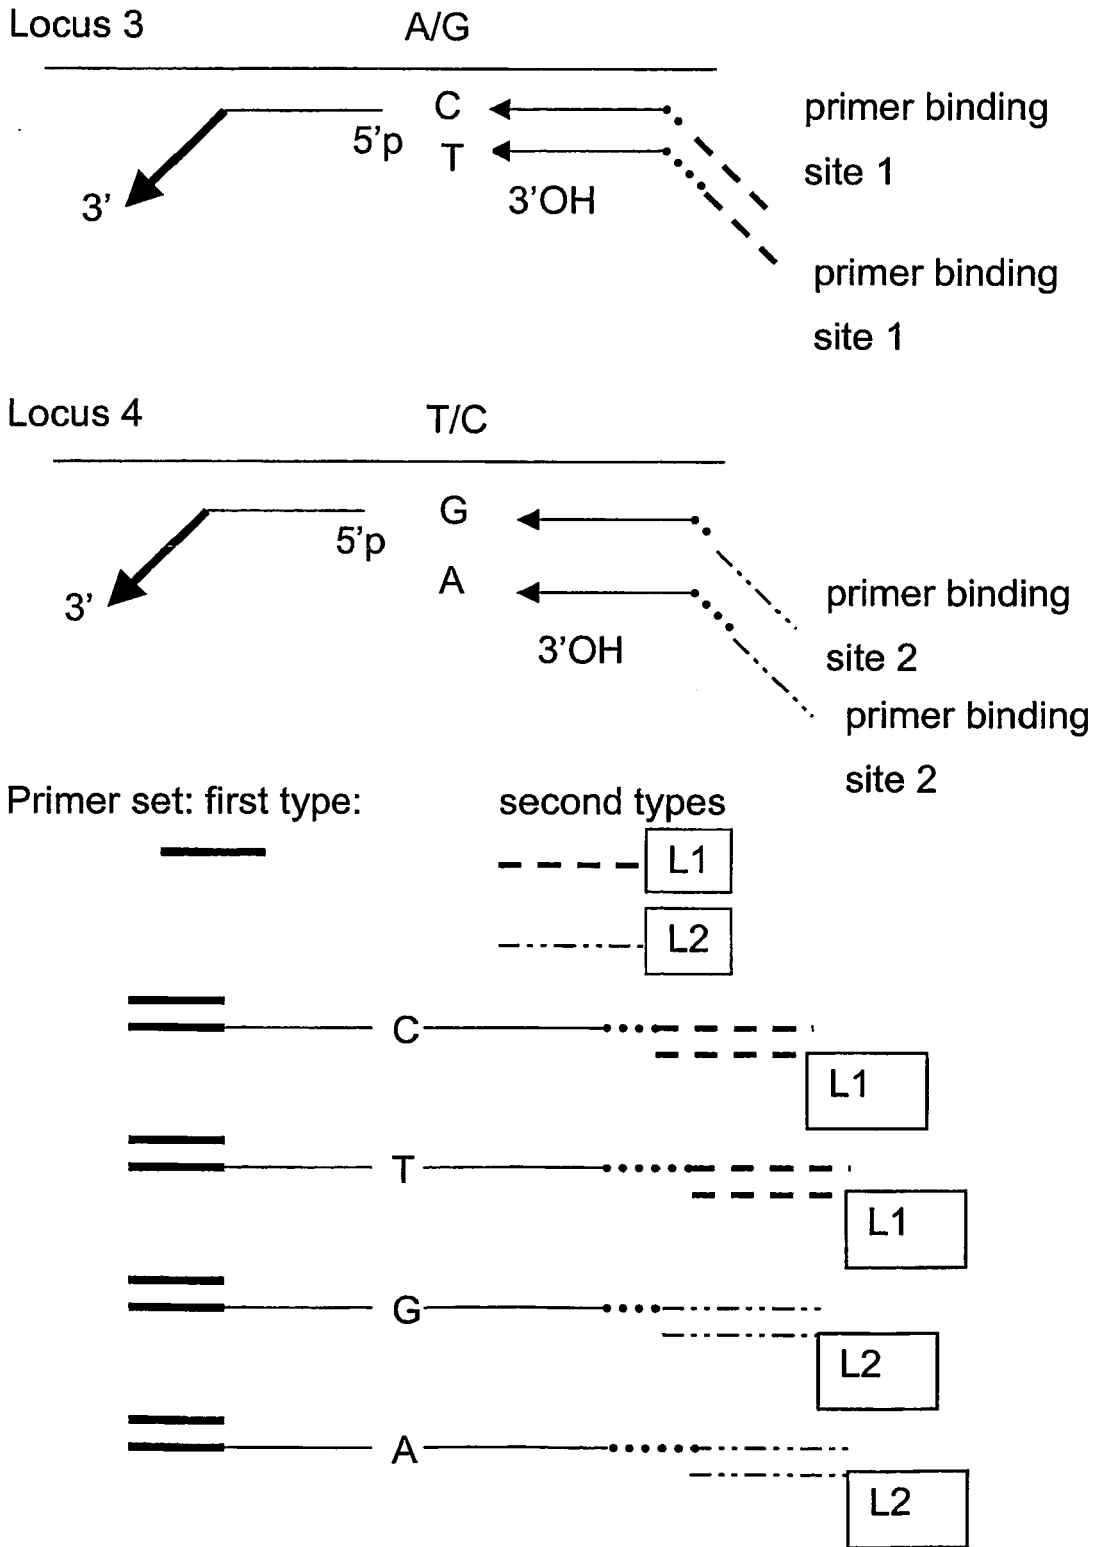 Locus 3 A/G
C
primer binding
5'p
T
site 1
3'
3'OH
primer binding
site 1
Locus 4 T/C
G
5'p
A
primer binding
3'
3'OH
site 2
primer binding
site 2
Primer set: first type: second types
L1
L2
C
L1
T
L1
G
L2
A
L2